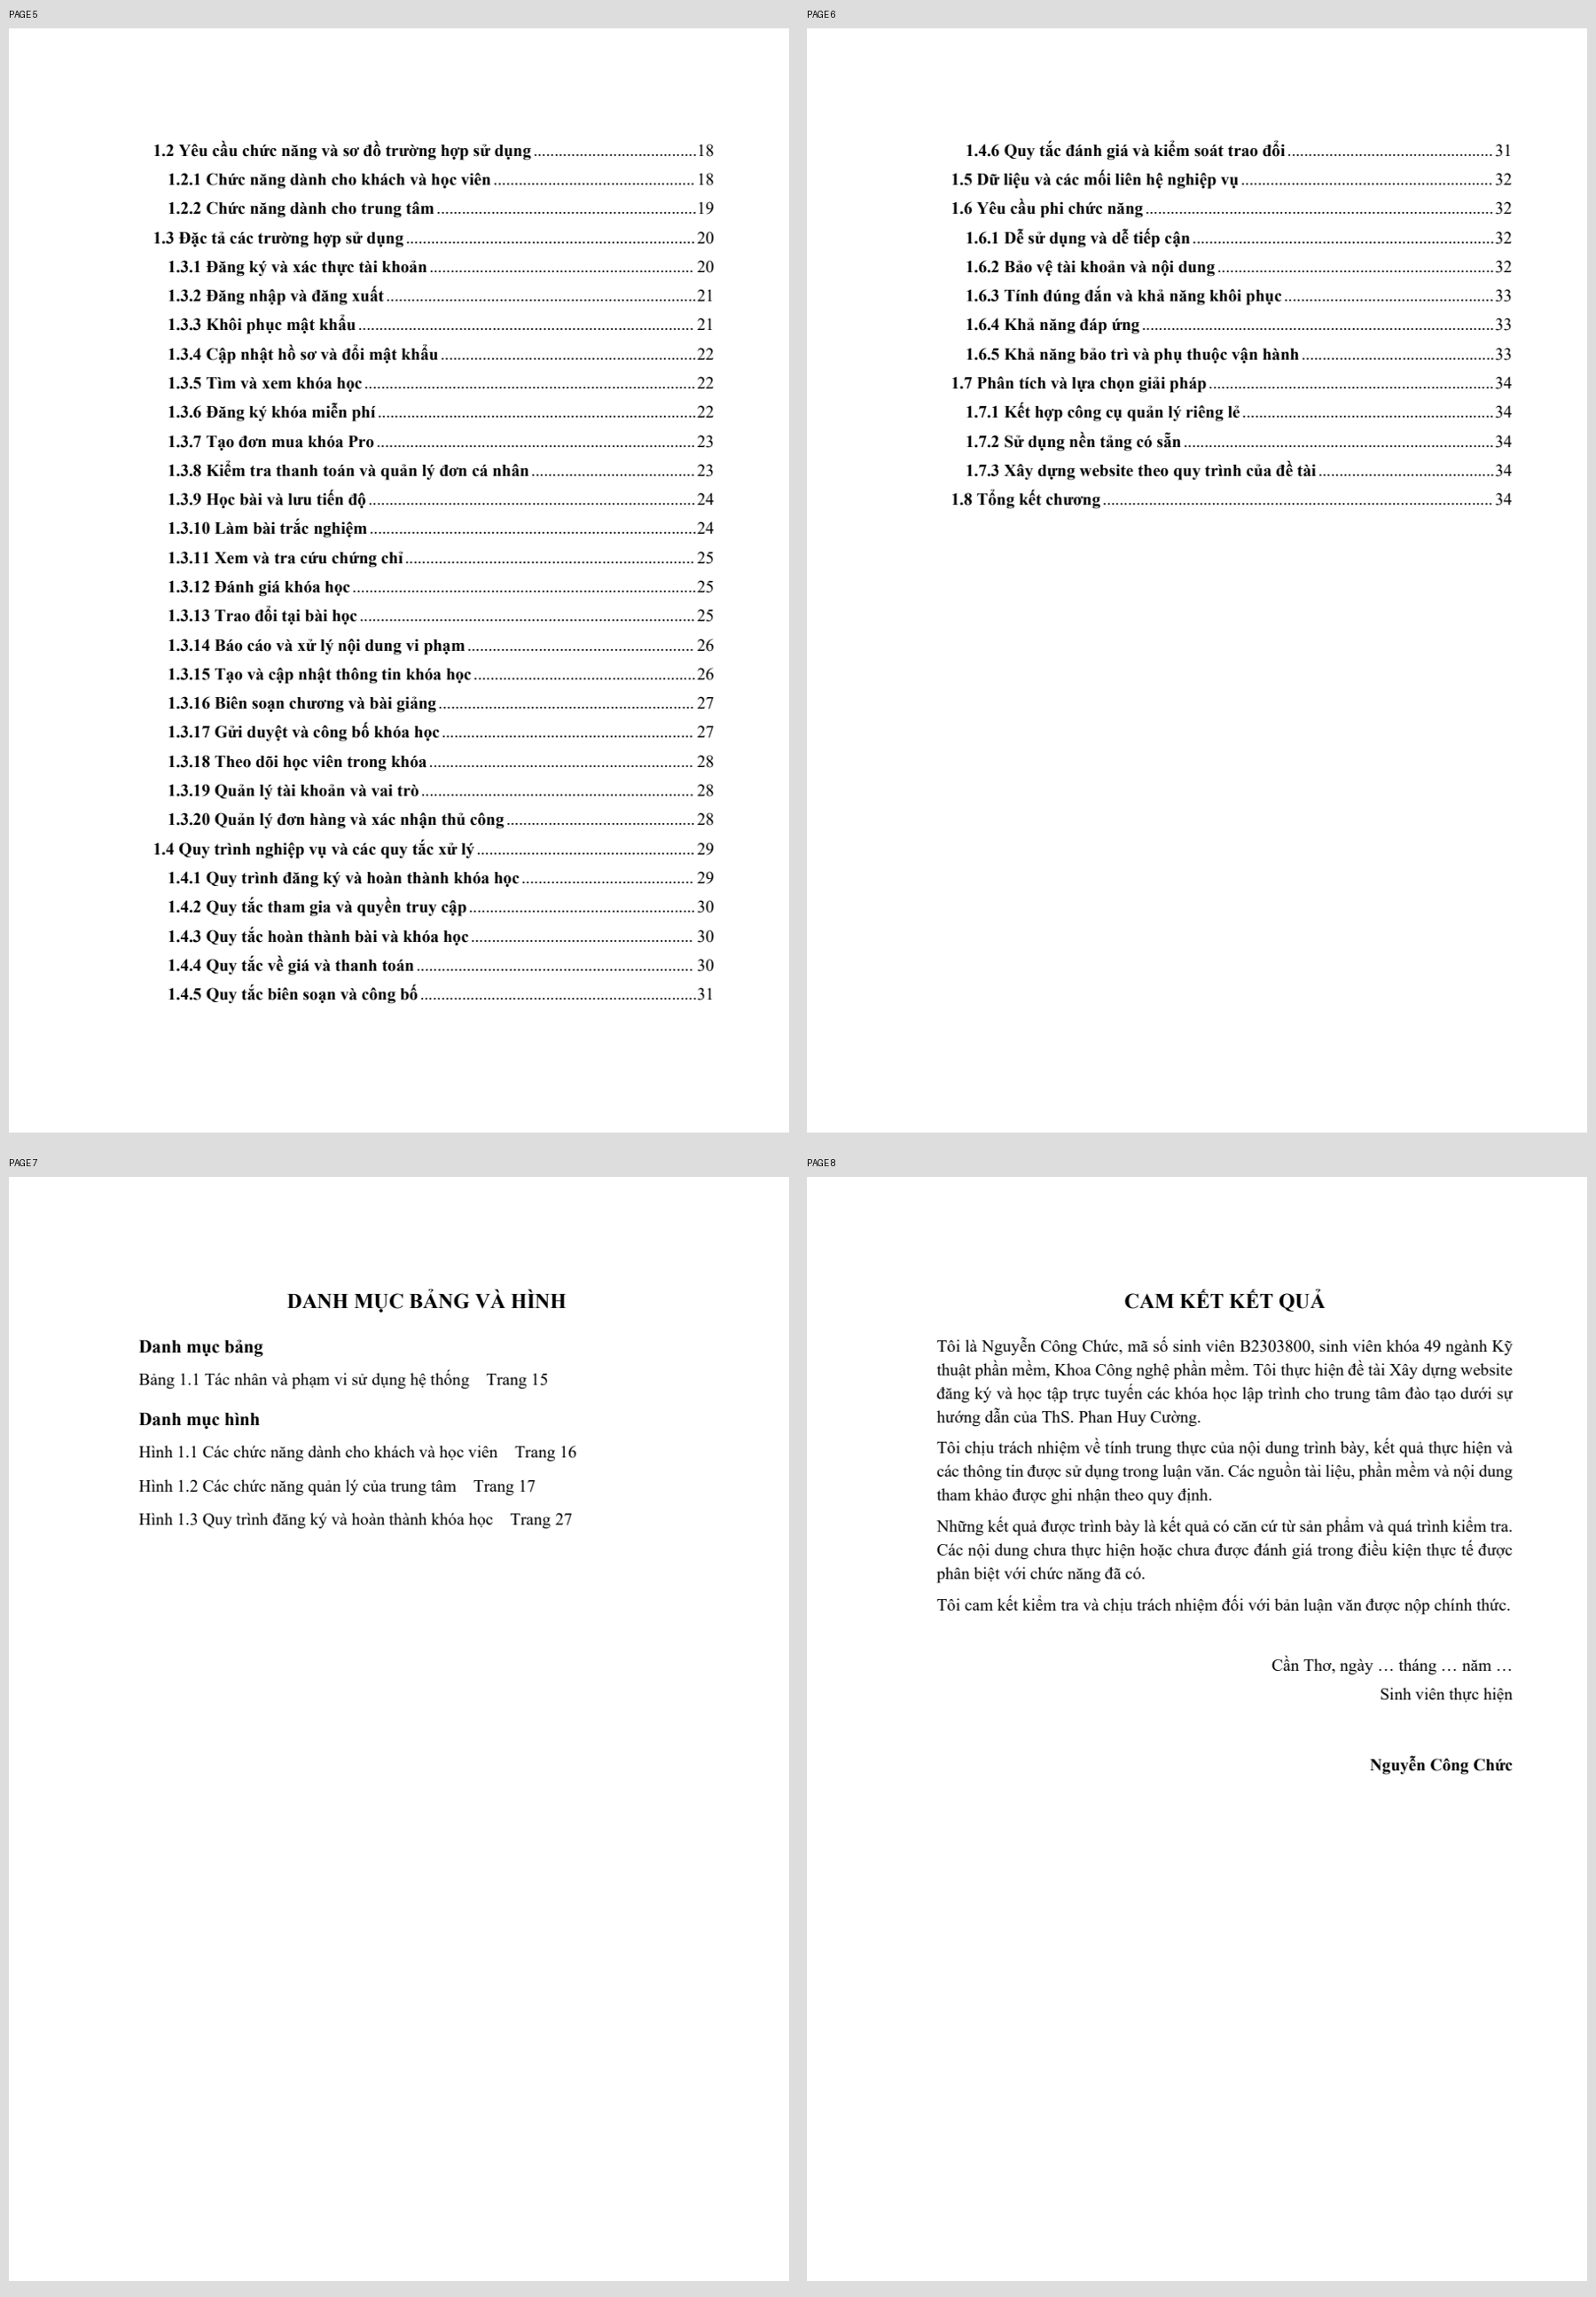 PAGE 5
1.2 Yêu cầu chức năng và sơ đồ trường hợp sử dụng.......18
1.2.1 Chức năng dành cho khách và học viên.......18
1.2.2 Chức năng dành cho trung tâm.......19
1.3 Đặc tả các trường hợp sử dụng.......20
1.3.1 Đăng ký và xác thực tài khoản.......20
1.3.2 Đăng nhập và đăng xuất.......21
1.3.3 Khôi phục mật khẩu.......21
1.3.4 Cập nhật hồ sơ và đổi mật khẩu.......22
1.3.5 Tìm và xem khóa học.......22
1.3.6 Đăng ký khóa miễn phí.......22
1.3.7 Tạo đơn mua khóa Pro.......23
1.3.8 Kiểm tra thanh toán và quản lý đơn cá nhân.......23
1.3.9 Học bài và lưu tiến độ.......24
1.3.10 Làm bài trắc nghiệm.......24
1.3.11 Xem và tra cứu chứng chỉ.......25
1.3.12 Đánh giá khóa học.......25
1.3.13 Trao đổi tại bài học.......25
1.3.14 Báo cáo và xử lý nội dung vi phạm.......26
1.3.15 Tạo và cập nhật thông tin khóa học.......26
1.3.16 Biên soạn chương và bài giảng.......27
1.3.17 Gửi duyệt và công bố khóa học.......27
1.3.18 Theo dõi học viên trong khóa.......28
1.3.19 Quản lý tài khoản và vai trò.......28
1.3.20 Quản lý đơn hàng và xác nhận thủ công.......28
1.4 Quy trình nghiệp vụ và các quy tắc xử lý.......29
1.4.1 Quy trình đăng ký và hoàn thành khóa học.......29
1.4.2 Quy tắc tham gia và quyền truy cập.......30
1.4.3 Quy tắc hoàn thành bài và khóa học.......30
1.4.4 Quy tắc về giá và thanh toán.......30
1.4.5 Quy tắc biên soạn và công bố.......31
PAGE 6
1.4.6 Quy tắc đánh giá và kiểm soát trao đổi.......31
1.5 Dữ liệu và các mối liên hệ nghiệp vụ.......32
1.6 Yêu cầu phi chức năng.......32
1.6.1 Dễ sử dụng và dễ tiếp cận.......32
1.6.2 Bảo vệ tài khoản và nội dung.......32
1.6.3 Tính đúng đắn và khả năng khôi phục.......33
1.6.4 Khả năng đáp ứng.......33
1.6.5 Khả năng bảo trì và phụ thuộc vận hành.......33
1.7 Phân tích và lựa chọn giải pháp.......34
1.7.1 Kết hợp công cụ quản lý riêng lẻ.......34
1.7.2 Sử dụng nền tảng có sẵn.......34
1.7.3 Xây dựng website theo quy trình của đề tài.......34
1.8 Tổng kết chương.......34
PAGE 7
DANH MỤC BẢNG VÀ HÌNH
Danh mục bảng
Bảng 1.1 Tác nhân và phạm vi sử dụng hệ thống Trang 15
Danh mục hình
Hình 1.1 Các chức năng dành cho khách và học viên Trang 16
Hình 1.2 Các chức năng quản lý của trung tâm Trang 17
Hình 1.3 Quy trình đăng ký và hoàn thành khóa học Trang 27
PAGE 8
CAM KẾT KẾT QUẢ
Tôi là Nguyễn Công Chức, mã số sinh viên B2303800, sinh viên khóa 49 ngành Kỹ
thuật phần mềm, Khoa Công nghệ phần mềm. Tôi thực hiện đề tài Xây dựng website
đăng ký và học tập trực tuyến các khóa học lập trình cho trung tâm đào tạo dưới sự
hướng dẫn của ThS. Phan Huy Cường.
Tôi chịu trách nhiệm về tính trung thực của nội dung trình bày, kết quả thực hiện và
các thông tin được sử dụng trong luận văn. Các nguồn tài liệu, phần mềm và nội dung
tham khảo được ghi nhận theo quy định.
Những kết quả được trình bày là kết quả có căn cứ từ sản phẩm và quá trình kiểm tra.
Các nội dung chưa thực hiện hoặc chưa được đánh giá trong điều kiện thực tế được
phân biệt với chức năng đã có.
Tôi cam kết kiểm tra và chịu trách nhiệm đối với bản luận văn được nộp chính thức.
Cần Thơ, ngày … tháng … năm …
Sinh viên thực hiện
Nguyễn Công Chức